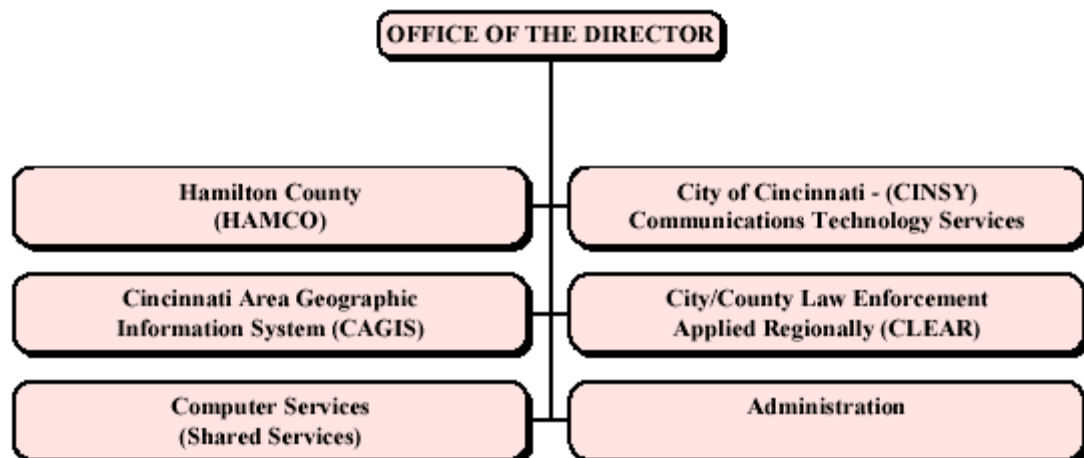 OFFICE OF THE DIRECTOR
Hamilton County
(HAMCO)
City of Cincinnati - (CINSY)
Communications Technology Services
Cincinnati Area Geographic
Information System (CAGIS)
City/County Law Enforcement
Applied Regionally (CLEAR)
Computer Services
(Shared Services)
Administration